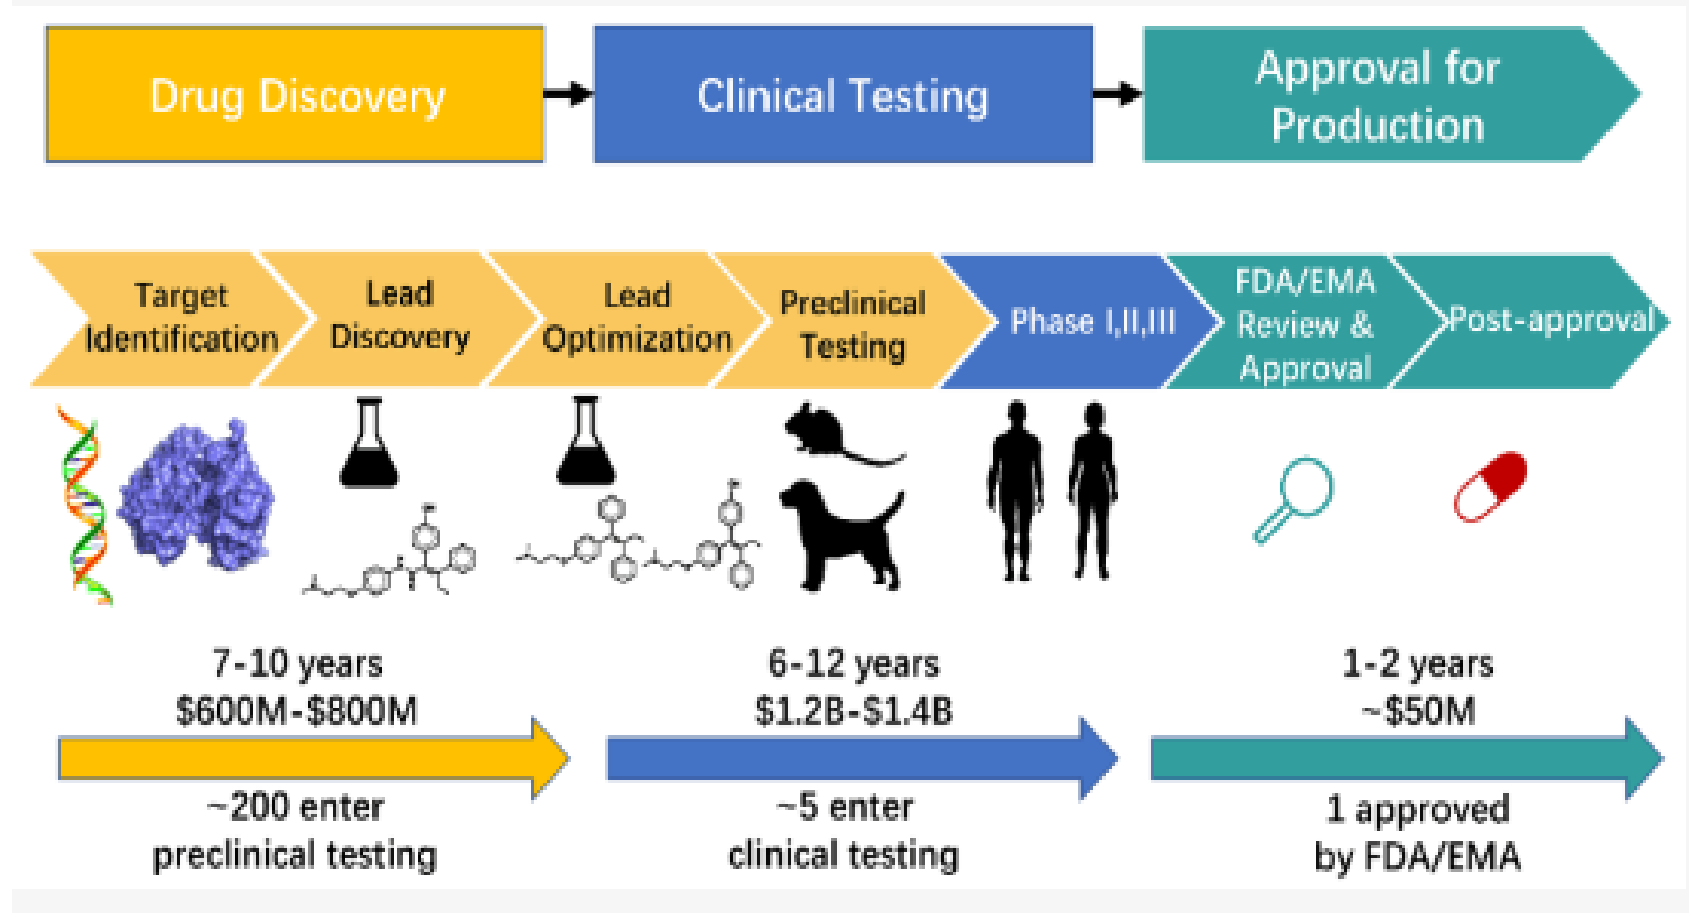 Drug Discovery
Clinical Testing
Approval for
Production
Target
Identification
Lead
Discovery
Lead
Optimization
Preclinical
Testing
Phase I,II,III
FDA/EMA
Review &
Approval
Post-approval
7-10 years
$600M-$800M
6-12 years
$1.2B-$1.4B
1-2 years
~$50M
~200 enter
preclinical testing
~5 enter
clinical testing
1 approved
by FDA/EMA